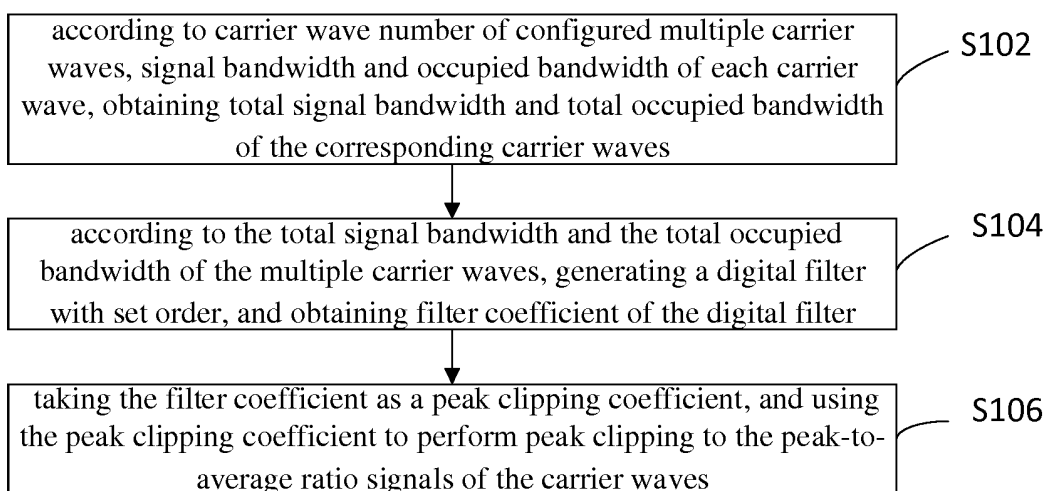 according to carrier wave number of configured multiple carrier
waves, signal bandwidth and occupied bandwidth of each carrier
wave, obtaining total signal bandwidth and total occupied bandwidth
of the corresponding carrier waves
S102
according to the total signal bandwidth and the total occupied
bandwidth of the multiple carrier waves, generating a digital filter
with set order, and obtaining filter coefficient of the digital filter
S104
taking the filter coefficient as a peak clipping coefficient, and using
the peak clipping coefficient to perform peak clipping to the peak-to-
average ratio signals of the carrier waves
S106